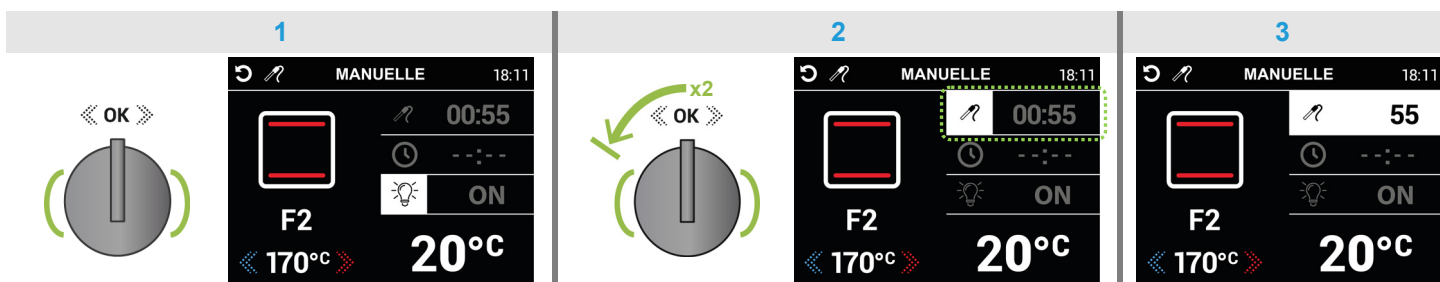 1
OK
MANUELLE 18:11
00:55
--:--
ON
F2
170°C
20°C
2
x2
OK
MANUELLE 18:11
00:55
--:--
ON
F2
170°C
20°C
3
MANUELLE 18:11
55
--:--
ON
F2
170°C
20°C